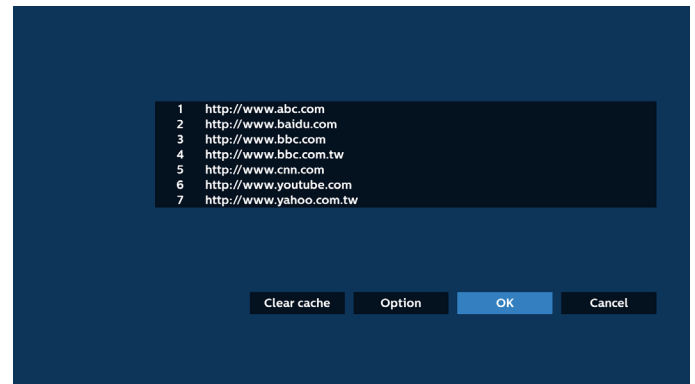 1 http://www.abc.com
2 http://www.baidu.com
3 http://www.bbc.com
4 http://www.bbc.com.tw
5 http://www.cnn.com
6 http://www.youtube.com
7 http://www.yahoo.com.tw
Clear cache Option OK Cancel